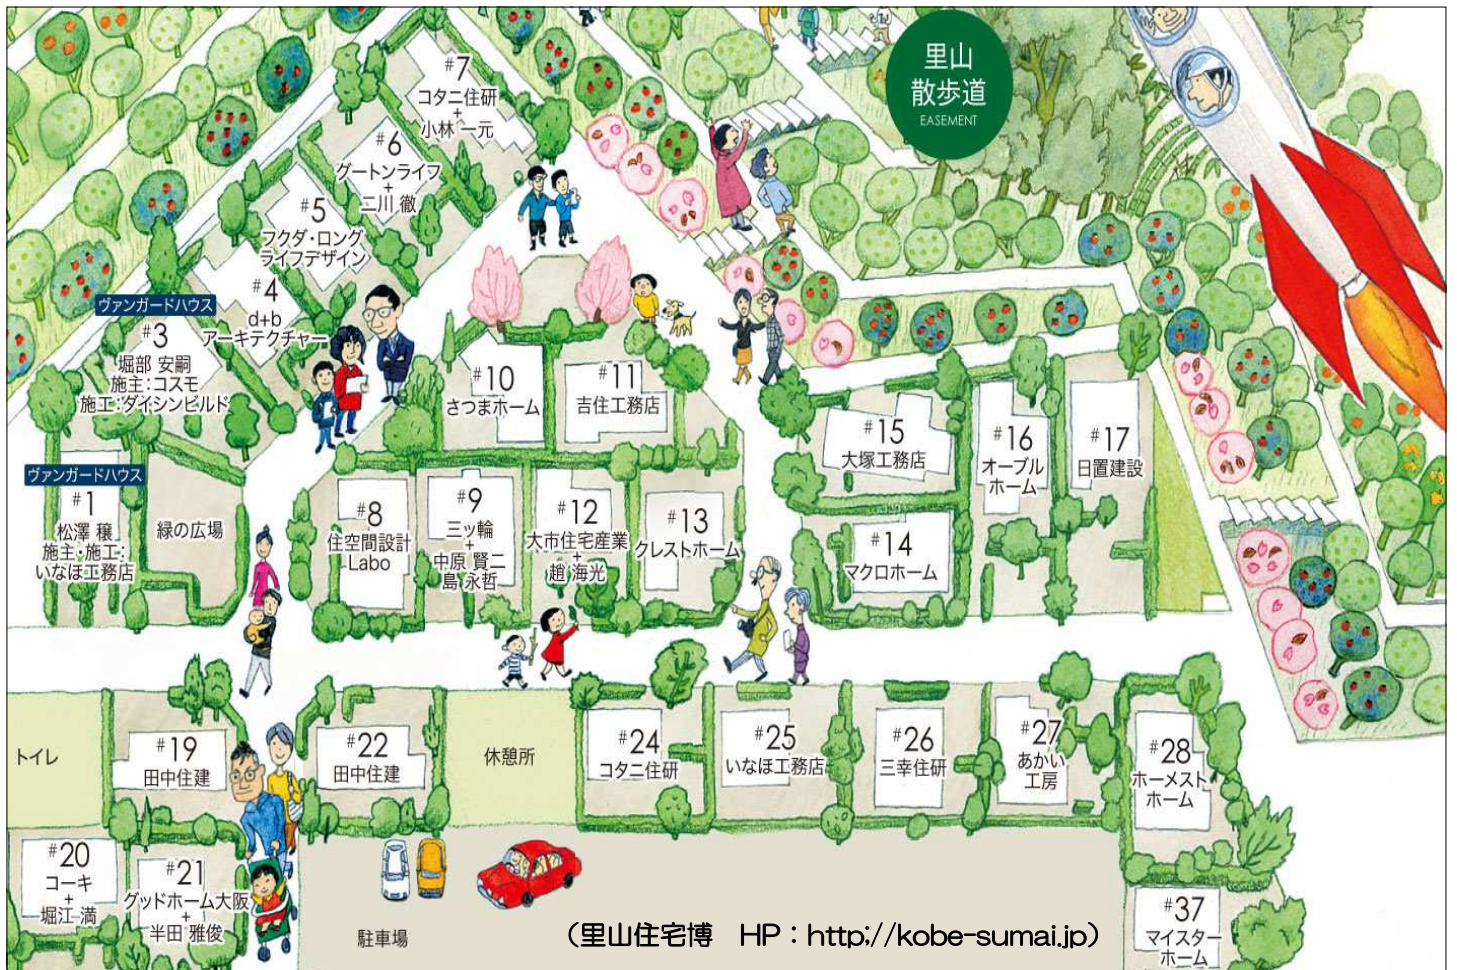 里山
散歩道
EASEMENT
#7
コタニ住研
+
小林 一元
#6
グートンライフ
+
二川 徹
#5
フクダ・ロング
ライフデザイン
#4
d+b
アーキテクチャー
ヴァンガードハウス
#3
堀部 安嗣
施主:コスモ
施工:ダイシンビルド
ヴァンガードハウス
#1
松澤 穣
施主・施工:
いなほ工務店
緑の広場
#10
さつまホーム
#11
吉住工務店
#8
住空間設計
Labo
#9
三ッ輪
+
中原 賢二
島 永哲
#12
大市住宅産業
+
趙 海光
#13
クレストホーム
#15
大塚工務店
#14
マクロホーム
#16
オーブル
ホーム
#17
日置建設
トイレ
#19
田中住建
#22
田中住建
休憩所
#24
コタニ住研
#25
いなほ工務店
#26
三幸住研
#27
あかい
工房
#28
ホーメスト
ホーム
#20
コーキ
+
堀江 満
#21
グッドホーム大阪
+
半田 雅俊
駐車場
#37
マイスター
ホーム
（里山住宅博　HP：http;//kobe-sumai.jp）